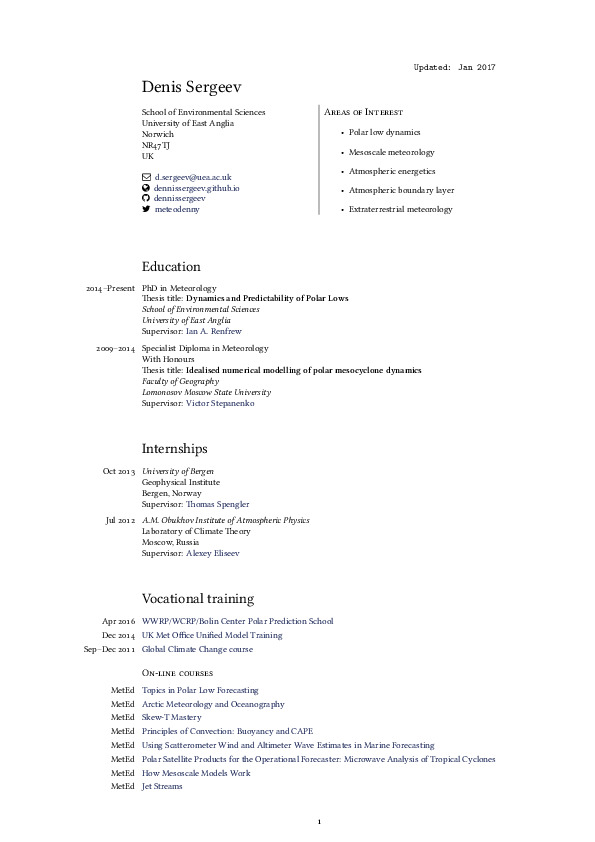 Updated: Jan 2017
Denis Sergeev
School of Environmental Sciences
University of East Anglia
Norwich
NR47TJ
UK
d.sergeev@uea.ac.uk
dennissergeev.github.io
dennissergeev
meteodenny
Areas of Interest
• Polar low dynamics
• Mesoscale meteorology
• Atmospheric energetics
• Atmospheric boundary layer
• Extraterrestrial meteorology
Education
2014–Present PhD in Meteorology
Thesis title: Dynamics and Predictability of Polar Lows
School of Environmental Sciences
University of East Anglia
Supervisor: Ian A. Renfrew
2009–2014 Specialist Diploma in Meteorology
With Honours
Thesis title: Idealised numerical modelling of polar mesocyclone dynamics
Faculty of Geography
Lomonosov Moscow State University
Supervisor: Victor Stepanenko
Internships
Oct 2013 University of Bergen
Geophysical Institute
Bergen, Norway
Supervisor: Thomas Spengler
Jul 2012 A.M. Obukhov Institute of Atmospheric Physics
Laboratory of Climate Theory
Moscow, Russia
Supervisor: Alexey Eliseev
Vocational training
Apr 2016 WWRP/WCRP/Bolin Center Polar Prediction School
Dec 2014 UK Met Office Unified Model Training
Sep–Dec 2011 Global Climate Change course
On-line courses
MetEd Topics in Polar Low Forecasting
MetEd Arctic Meteorology and Oceanography
MetEd Skew-T Mastery
MetEd Principles of Convection: Buoyancy and CAPE
MetEd Using Scatterometer Wind and Altimeter Wave Estimates in Marine Forecasting
MetEd Polar Satellite Products for the Operational Forecaster: Microwave Analysis of Tropical Cyclones
MetEd How Mesoscale Models Work
MetEd Jet Streams
1